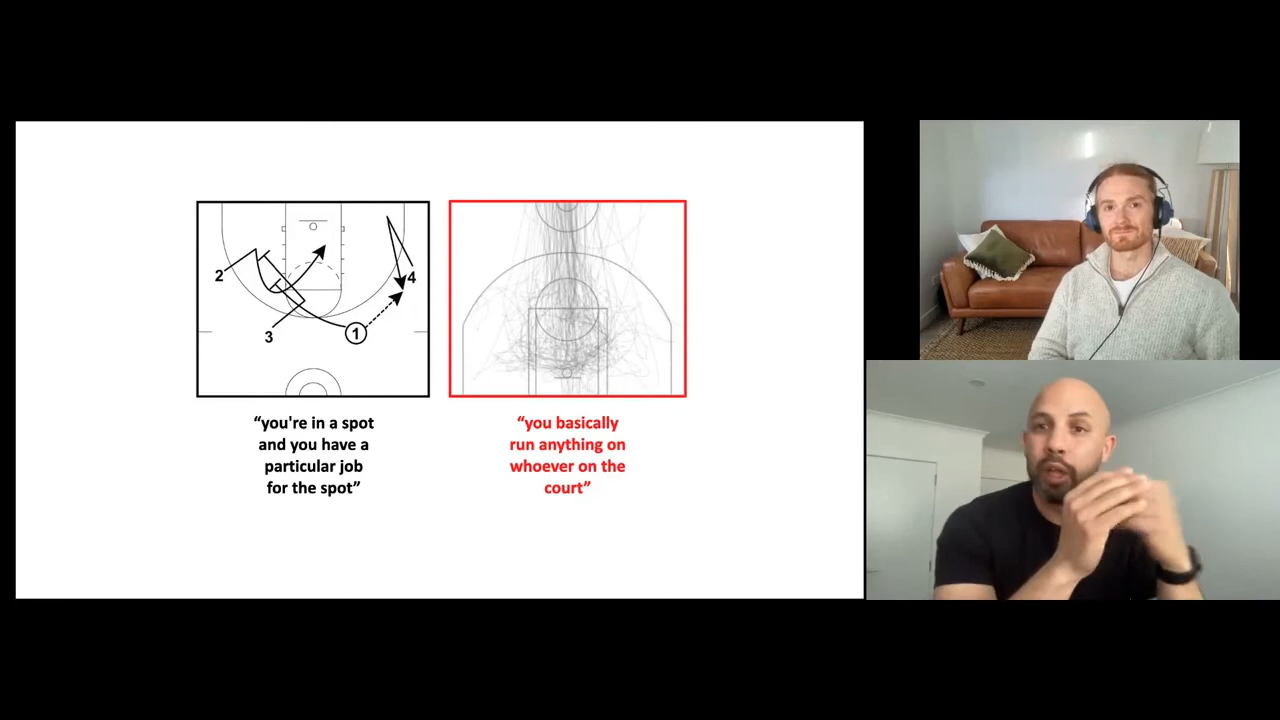 2
4
3
1
“you're in a spot
and you have a
particular job
for the spot”
“you basically
run anything on
whoever on the
court”